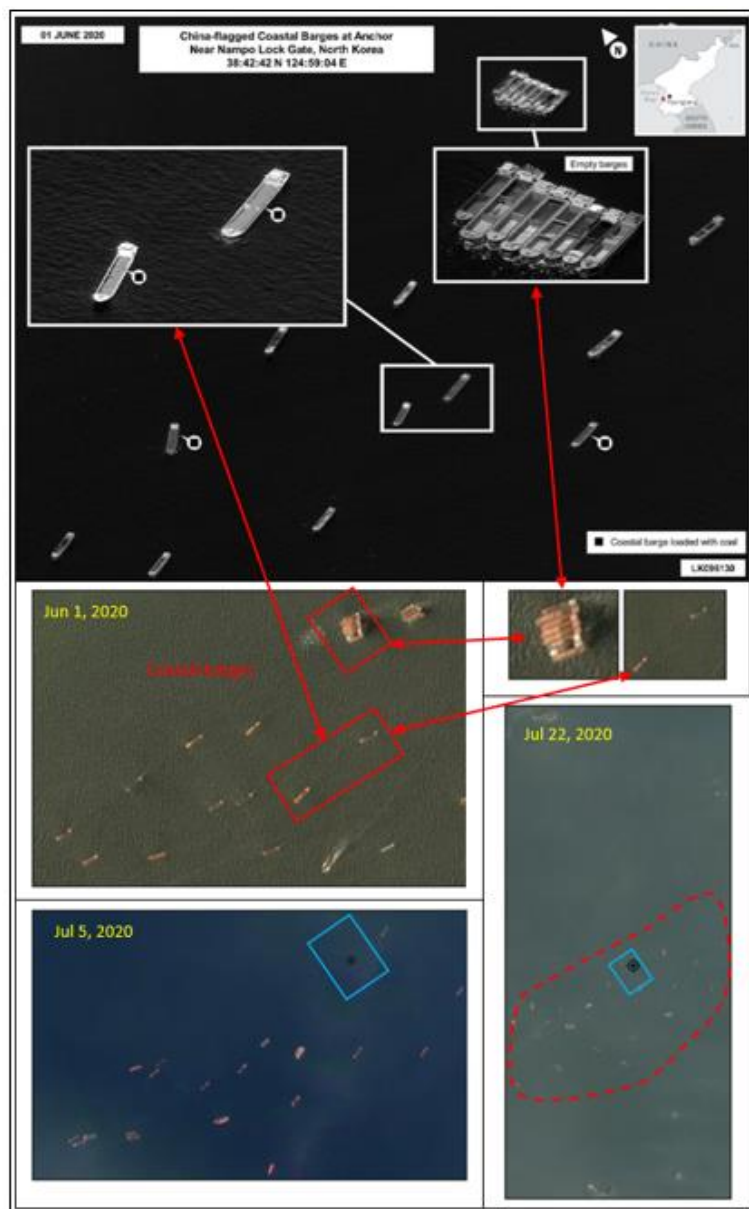 01 JUNE 2020
China-flagged Coastal Barges at Anchor
Near Nampo Lock Gate, North Korea
38:42:42 N 124:59:04 E
N
CHINA
Empty barges
Coastal barge loaded with coal
LK096130
Jun 1, 2020
Coastal barges
Jul 22, 2020
Jul 5, 2020